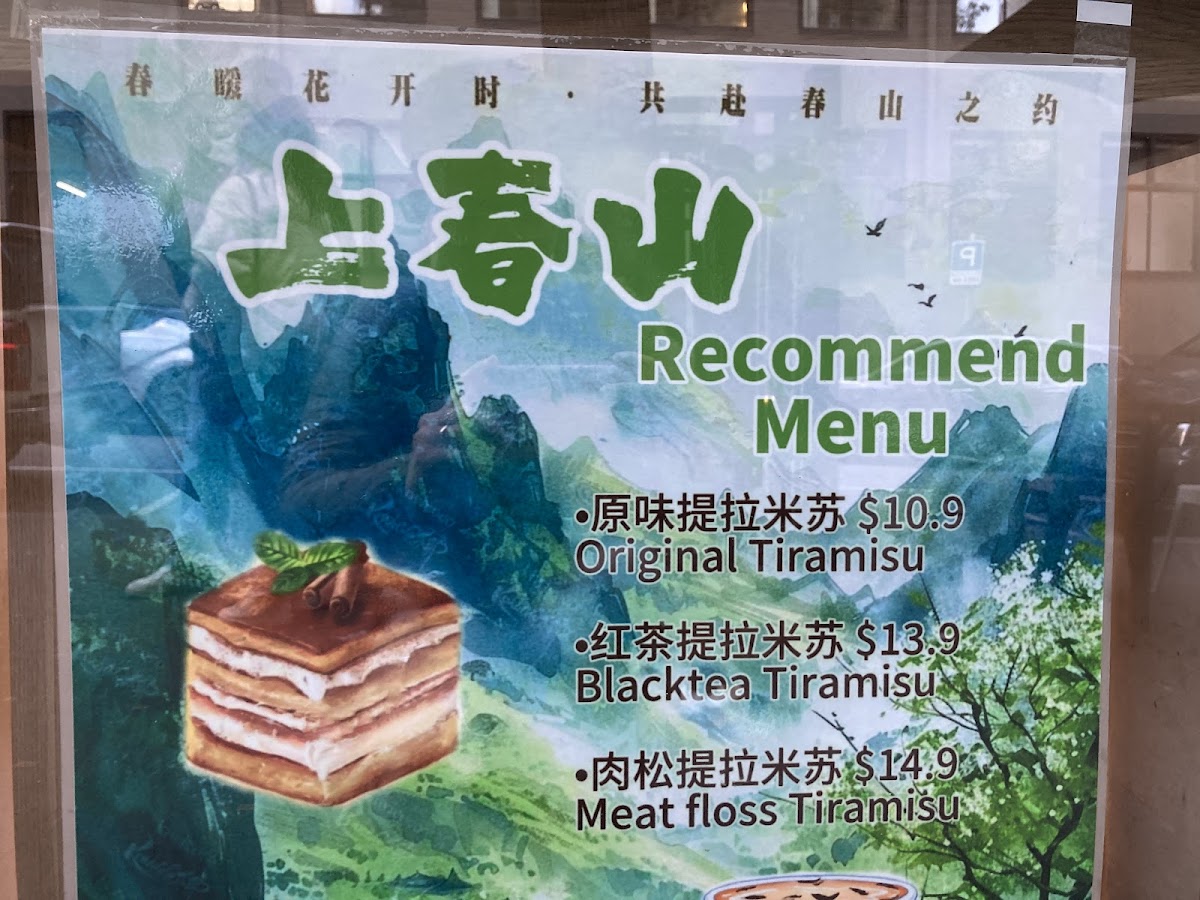 春暖花开时·共赴春山之约
上春山
Recommend
Menu
•原味提拉米苏 $10.9
Original Tiramisu
•红茶提拉米苏 $13.9
Blacktea Tiramisu
•肉松提拉米苏 $14.9
Meat floss Tiramisu
P